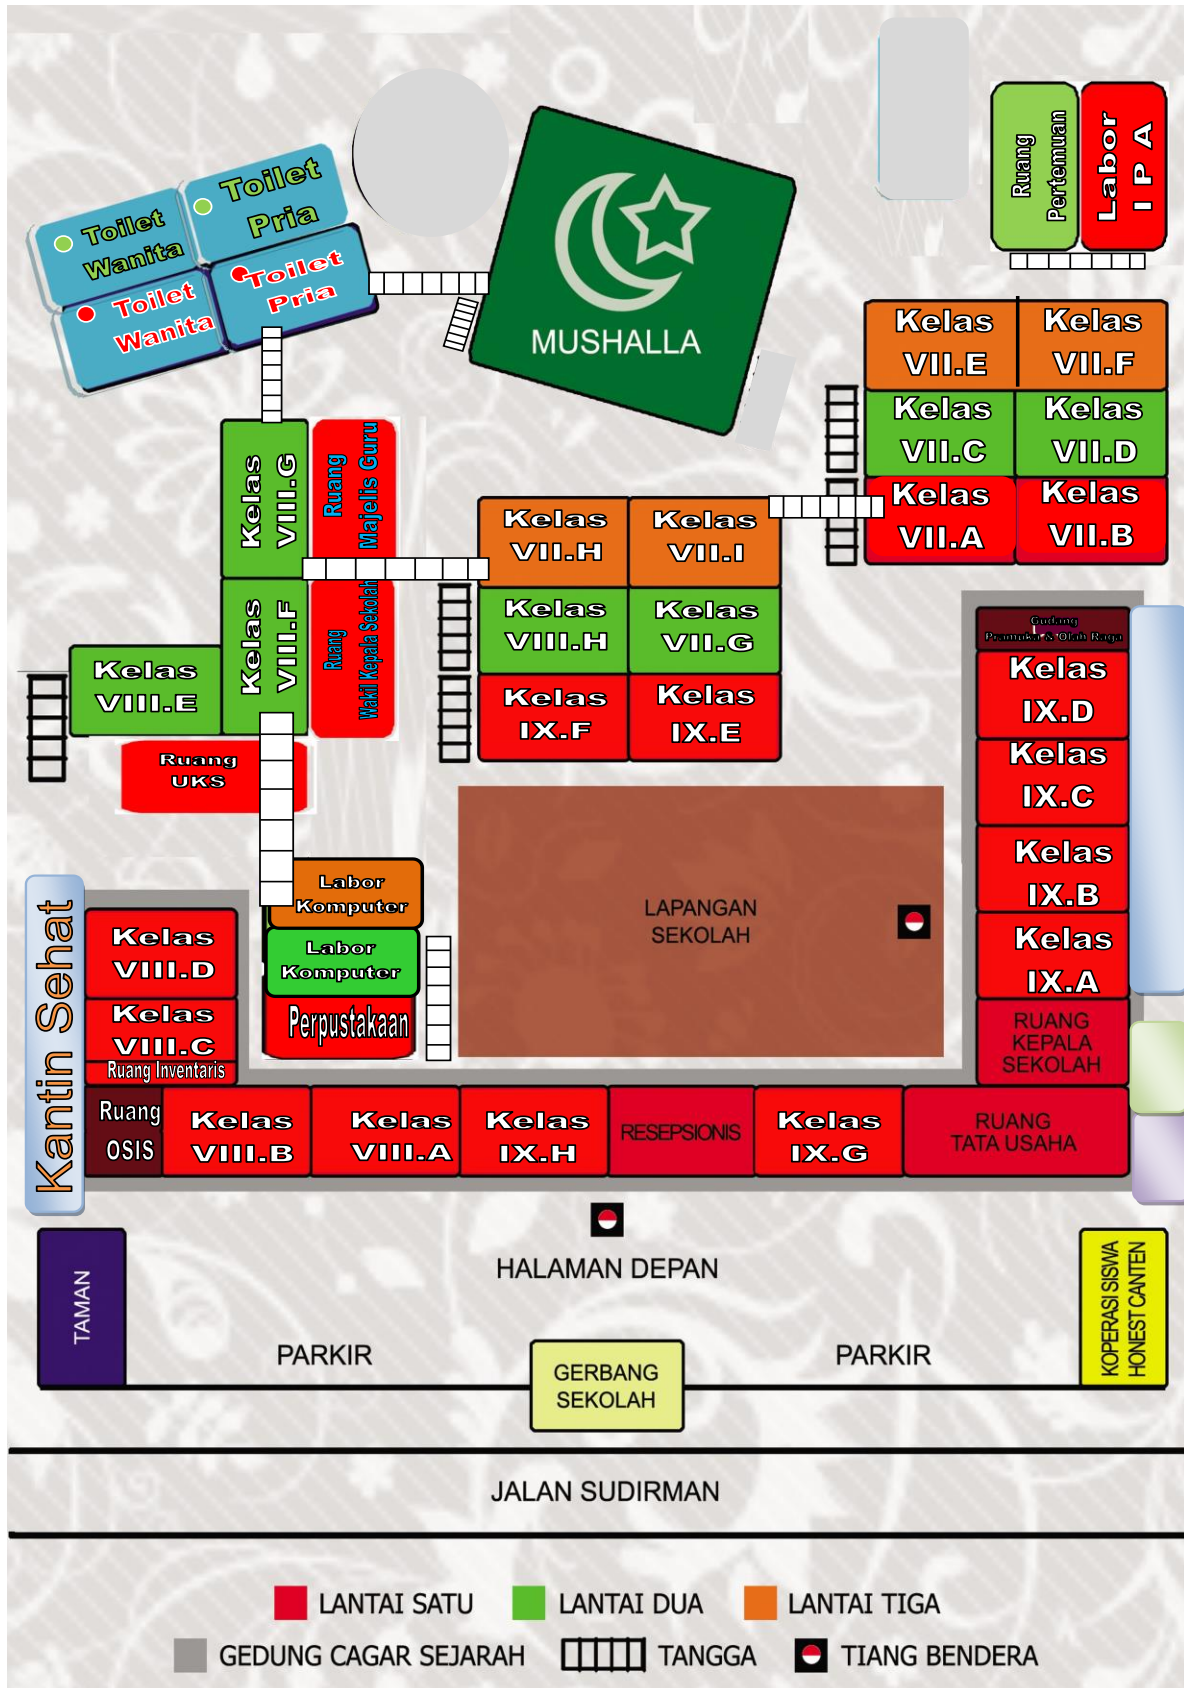 Toilet
Pria
Toilet
Wanita
Toilet
Pria
Toilet
Wanita
MUSHALLA
Ruang
Pertemuan
Labor
I P A
Kelas
VII.E
Kelas
VII.F
Kelas
VII.C
Kelas
VII.D
Kelas
VII.A
Kelas
VII.B
Kelas
VIII.G
Ruang
Majelis Guru
Kelas
VIII.F
Ruang
Wakil Kepala Sekolah
Kelas
VIII.E
Ruang
UKS
Kelas
VII.H
Kelas
VII.I
Kelas
VIII.H
Kelas
VII.G
Kelas
IX.F
Kelas
IX.E
Gudang
Pramuka & Olah Raga
Kelas
IX.D
Kelas
IX.C
Kelas
IX.B
Kelas
IX.A
RUANG
KEPALA
SEKOLAH
LAPANGAN
SEKOLAH
Labor
Komputer
Labor
Komputer
Perpustakaan
Kantin Sehat
Kelas
VIII.D
Kelas
VIII.C
Ruang Inventaris
Ruang
OSIS
Kelas
VIII.B
Kelas
VIII.A
Kelas
IX.H
RESEPSIONIS
Kelas
IX.G
RUANG
TATA USAHA
HALAMAN DEPAN
TAMAN
PARKIR
GERBANG
SEKOLAH
PARKIR
KOPERASI SISWA
HONEST CANTEN
JALAN SUDIRMAN
LANTAI SATU
LANTAI DUA
LANTAI TIGA
GEDUNG CAGAR SEJARAH
TANGGA
TIANG BENDERA